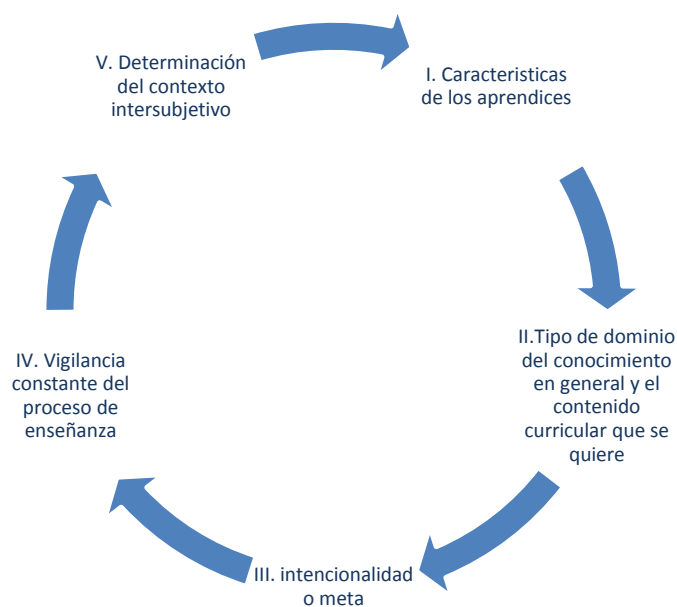 I. Caracteristicas
de los aprendices
II.Tipo de dominio
del conocimiento
en general y el
contenido
curricular que se
quiere
III. intencionalidad
o meta
IV. Vigilancia
constante del
proceso de
enseñanza
V. Determinación
del contexto
intersubjetivo